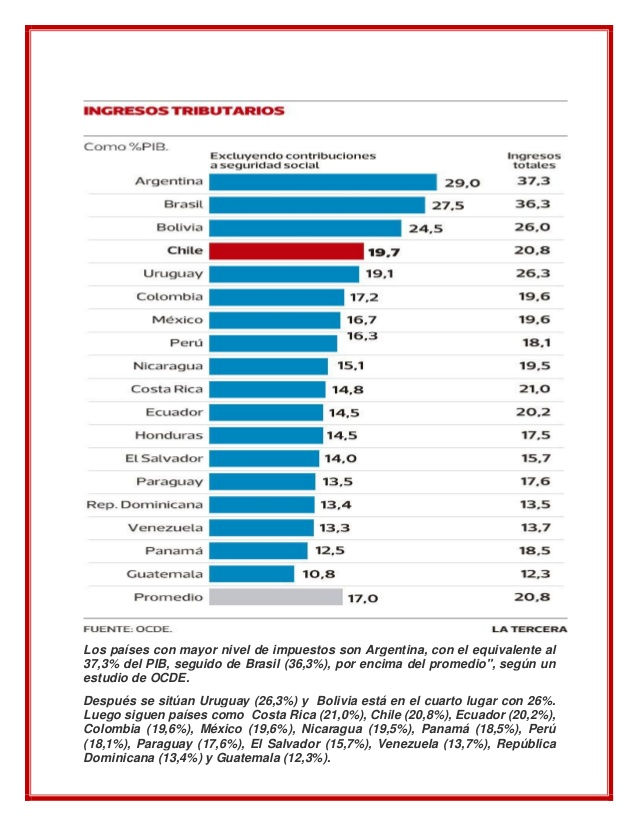 INGRESOS TRIBUTARIOS
Como %PIB.
Excluyendo contribuciones a seguridad social
Ingresos totales
Argentina 29,0 37,3
Brasil 27,5 36,3
Bolivia 24,5 26,0
Chile 19,7 20,8
Uruguay 19,1 26,3
Colombia 17,2 19,6
México 16,7 19,6
Perú 16,3 18,1
Nicaragua 15,1 19,5
Costa Rica 14,8 21,0
Ecuador 14,5 20,2
Honduras 14,5 17,5
El Salvador 14,0 15,7
Paraguay 13,5 17,6
Rep. Dominicana 13,4 13,5
Venezuela 13,3 13,7
Panamá 12,5 18,5
Guatemala 10,8 12,3
Promedio 17,0 20,8
FUENTE: OCDE. LA TERCERA
Los países con mayor nivel de impuestos son Argentina, con el equivalente al
37,3% del PIB, seguido de Brasil (36,3%), por encima del promedio", según un
estudio de OCDE.
Después se sitúan Uruguay (26,3%) y Bolivia está en el cuarto lugar con 26%.
Luego siguen países como Costa Rica (21,0%), Chile (20,8%), Ecuador (20,2%),
Colombia (19,6%), México (19,6%), Nicaragua (19,5%), Panamá (18,5%), Perú
(18,1%), Paraguay (17,6%), El Salvador (15,7%), Venezuela (13,7%), República
Dominicana (13,4%) y Guatemala (12,3%).